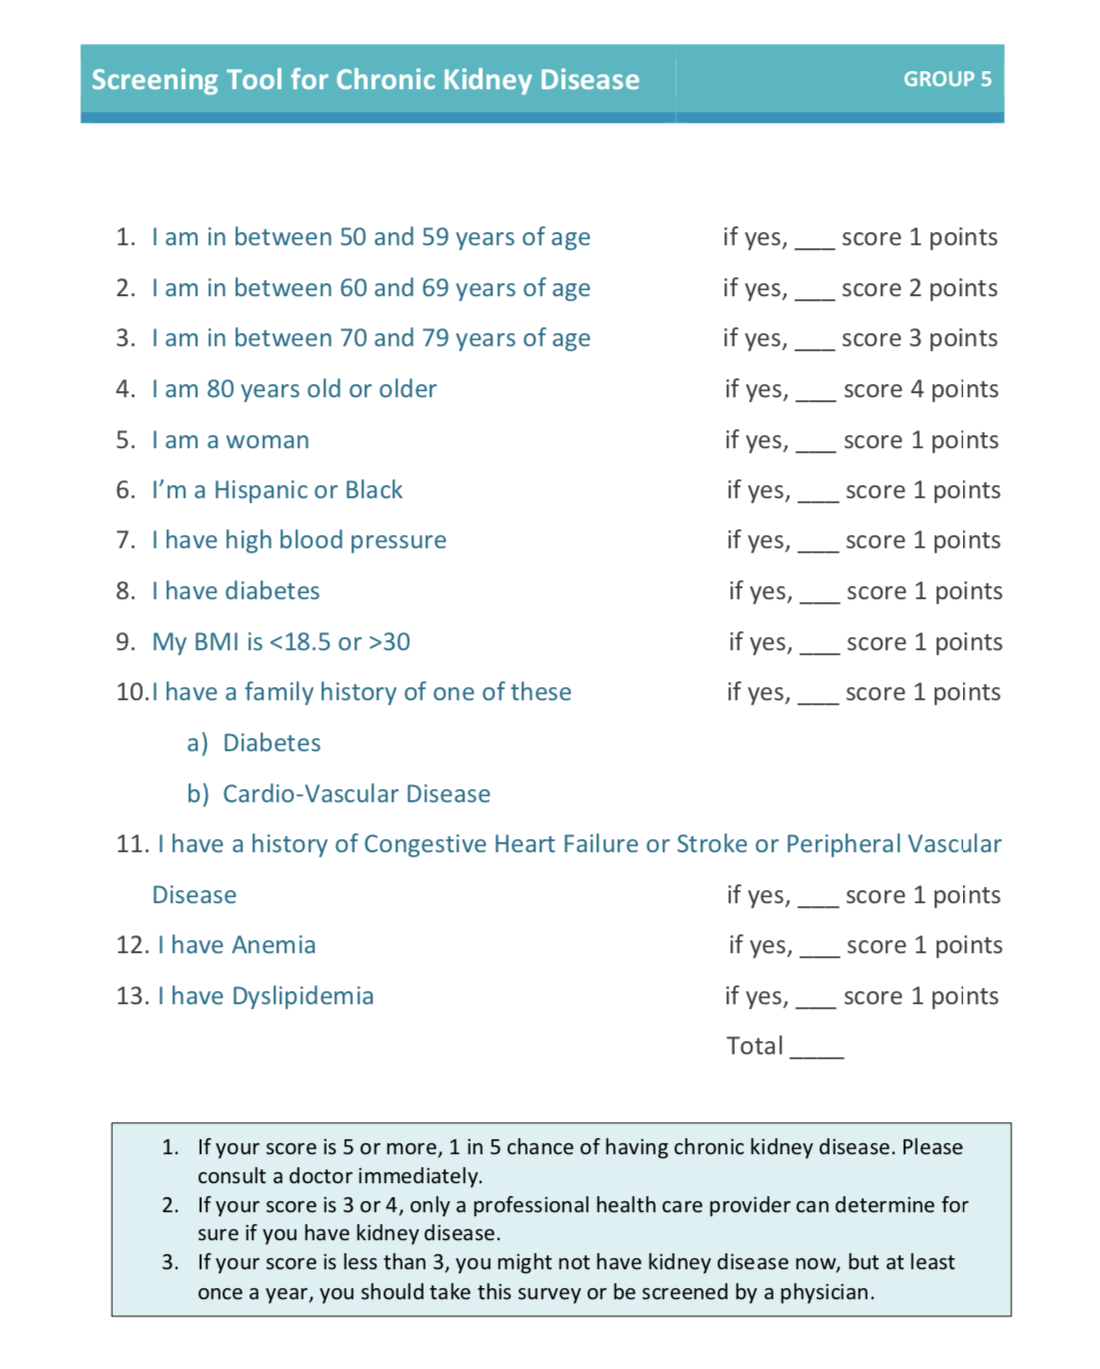 Screening Tool for Chronic Kidney Disease GROUP 5
1. I am in between 50 and 59 years of age if yes, ___ score 1 points
2. I am in between 60 and 69 years of age if yes, ___ score 2 points
3. I am in between 70 and 79 years of age if yes, ___ score 3 points
4. I am 80 years old or older if yes, ___ score 4 points
5. I am a woman if yes, ___ score 1 points
6. I’m a Hispanic or Black if yes, ___ score 1 points
7. I have high blood pressure if yes, ___ score 1 points
8. I have diabetes if yes, ___ score 1 points
9. My BMI is <18.5 or >30 if yes, ___ score 1 points
10.I have a family history of one of these if yes, ___ score 1 points
a) Diabetes
b) Cardio-Vascular Disease
11. I have a history of Congestive Heart Failure or Stroke or Peripheral Vascular
Disease if yes, ___ score 1 points
12. I have Anemia if yes, ___ score 1 points
13. I have Dyslipidemia if yes, ___ score 1 points
Total ____
1. If your score is 5 or more, 1 in 5 chance of having chronic kidney disease. Please
consult a doctor immediately.
2. If your score is 3 or 4, only a professional health care provider can determine for
sure if you have kidney disease.
3. If your score is less than 3, you might not have kidney disease now, but at least
once a year, you should take this survey or be screened by a physician.